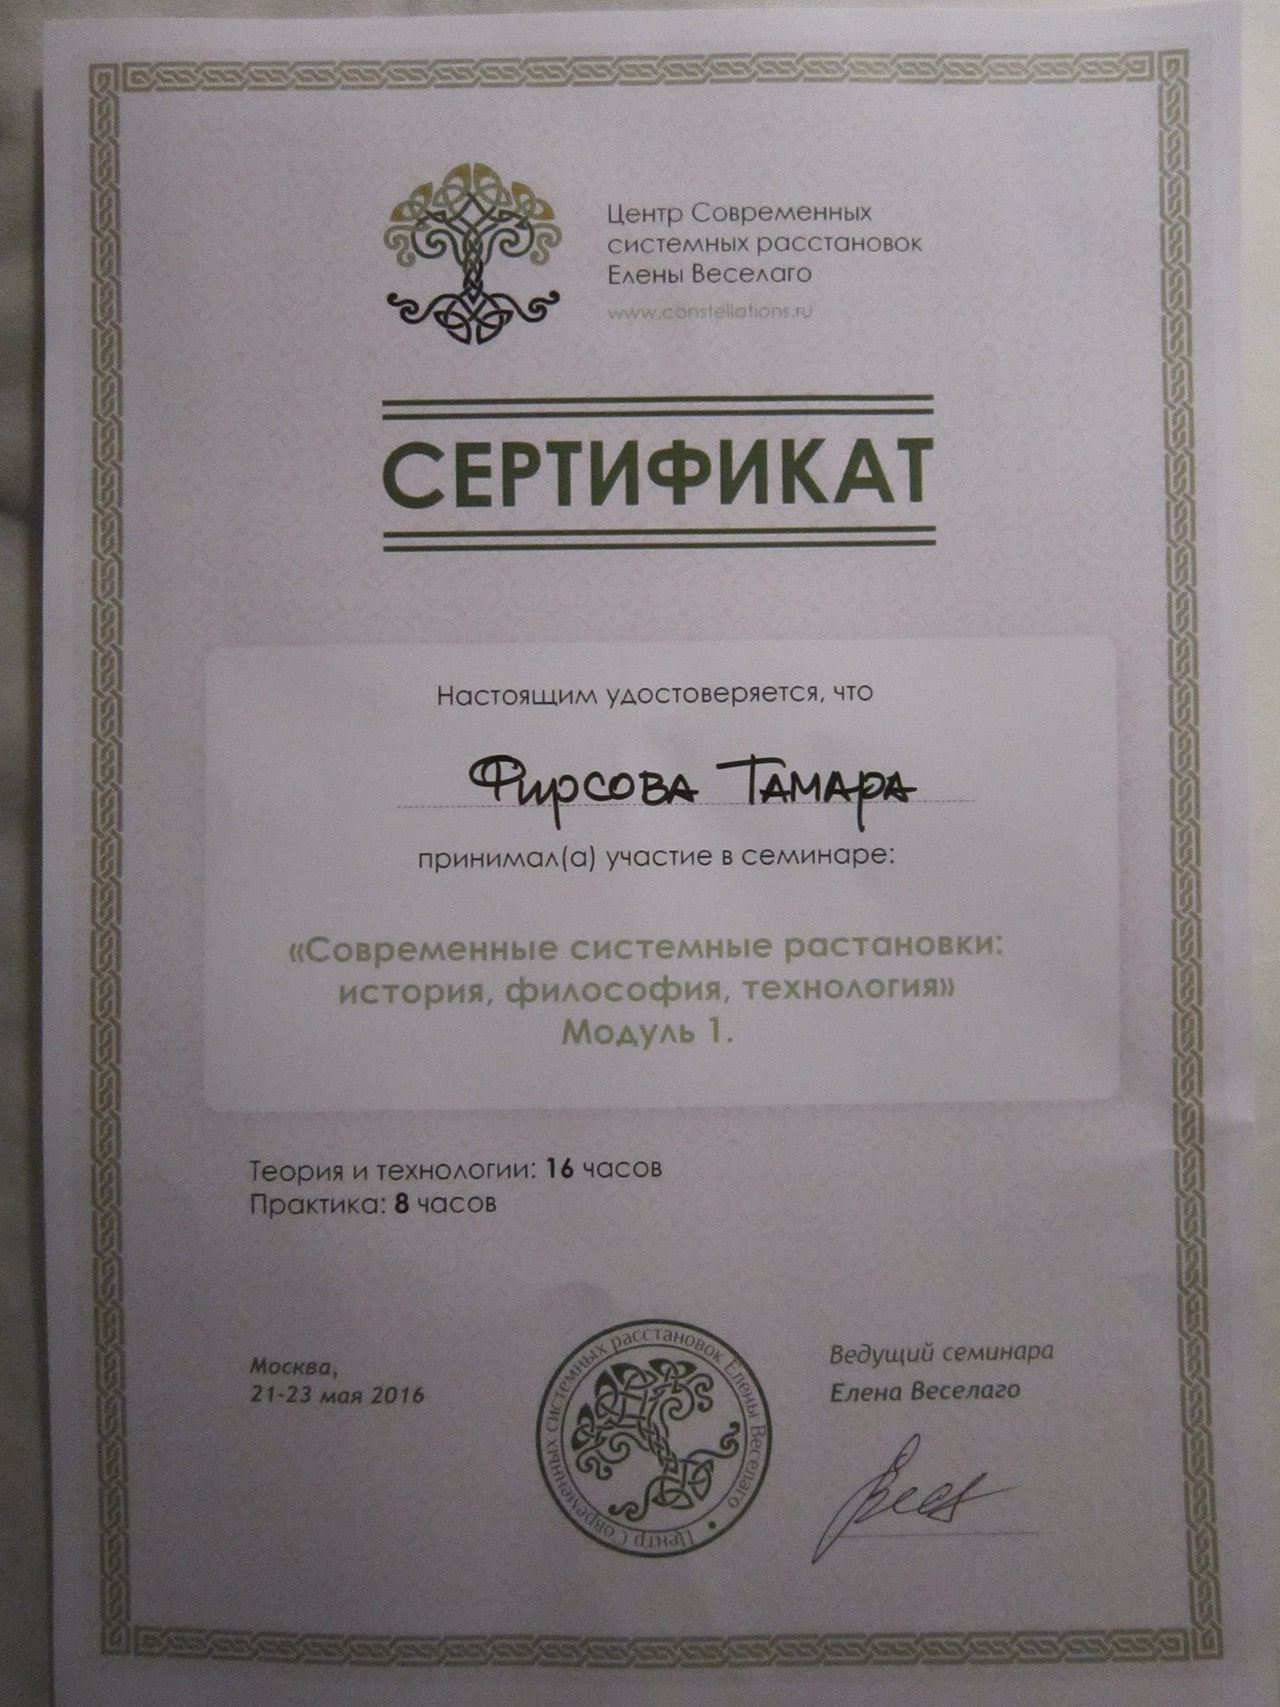 Центр Современных
системных расстановок
Елены Веселаго
www.constellations.ru
СЕРТИФИКАТ
Настоящим удостоверяется, что
Фирсова Тамара
принимал(а) участие в семинаре:
«Современные системные растановки:
история, философия, технология»
Модуль 1.
Теория и технологии: 16 часов
Практика: 8 часов
Москва,
21-23 мая 2016
Центр Современных системных расстановок Елены Веселаго •
Ведущий семинара
Елена Веселаго